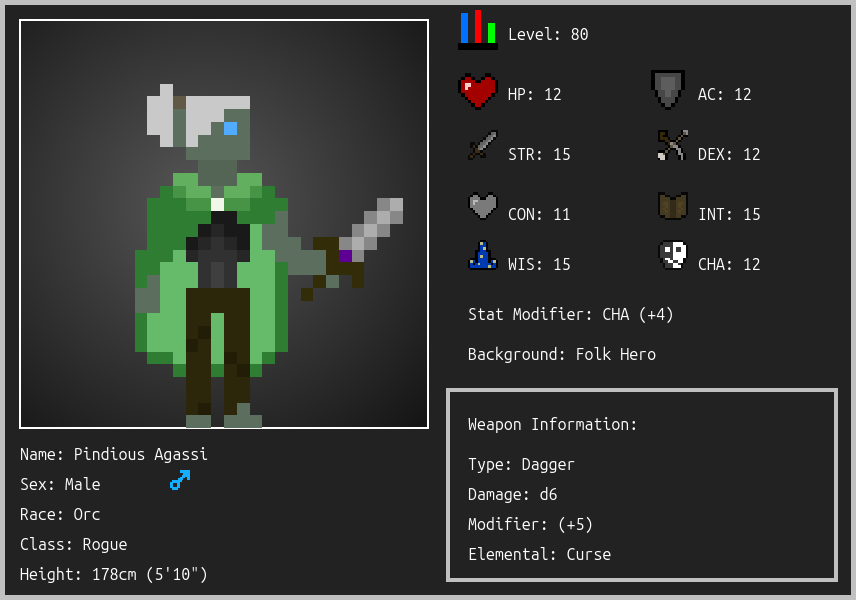 Level: 80
HP: 12
AC: 12
STR: 15
DEX: 12
CON: 11
INT: 15
WIS: 15
CHA: 12
Stat Modifier: CHA (+4)
Background: Folk Hero
Weapon Information:
Type: Dagger
Damage: d6
Modifier: (+5)
Elemental: Curse
Name: Pindious Agassi
Sex: Male
Race: Orc
Class: Rogue
Height: 178cm (5'10")